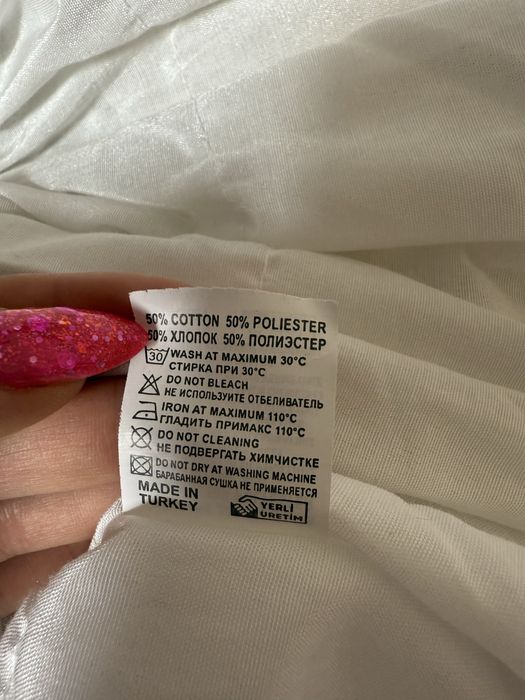 50% COTTON 50% POLIESTER
50% ХЛОПОК 50% ПОЛИЭСТЕР
30 WASH AT MAXIMUM 30°C
СТИРКА ПРИ 30°C
DO NOT BLEACH
НЕ ИСПОЛЬЗУИТЕ ОТБЕЛИВАТЕЛЬ
IRON AT MAXIMUM 110°C
ГЛАДИТЬ ПРИМАКС 110°C
DO NOT CLEANING
НЕ ПОДВЕРГАТЬ ХИМЧИСТКЕ
DO NOT DRY AT WASHING MACHINE
БАРАБАННАЯ СУШКА НЕ ПРИМЕНЯЕТСЯ
MADE IN
TURKEY
YERLİ
ÜRETİM